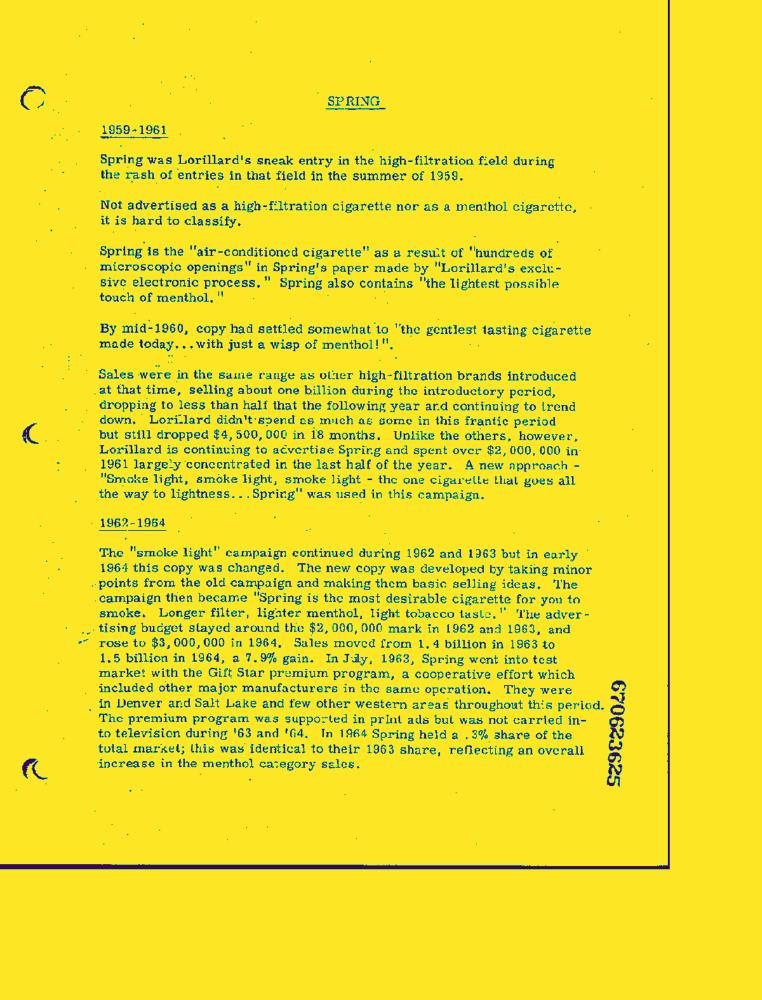 SPRING
1959-1961
Spring was Lorillard's sneak entry in the high-filtration field during
the rash of entries in that field in the summer of 1959.
Not advertised as a high-filtration cigarette nor as a menthol cigarette,
it is hard to classify.
Spring is the "air-conditioned cigarette" as a result of "hundreds of
microscopic openings" in Spring's paper made by "Lorillard's exclu-
sive electronic process." Spring also contains "the lightest possible
touch of menthol."
By mid-1960, copy had settled somewhat to "the gentlest tasting cigarette
made today...with just a wisp of menthol!".
Sales were in the same range as other high-filtration brands introduced
at that time, selling about one billion during the introductory period,
dropping to less than half that the following year and continuing to trend
down. Lorillard didn't spend as much as some in this frantic period
but still dropped $4,500,000 in 18 months. Unlike the others, however,
Lorillard is continuing to advertise Spring and spent over $2,000,000 in
1961 largely concentrated in the last half of the year. A new approach -
"Smoke light, smoke light, smoke light - the one cigarette that goes all
the way to lightness...Spring" was used in this campaign.
1962-1964
The "smoke light" campaign continued during 1962 and 1963 but in early
1964 this copy was changed. The new copy was developed by taking minor
points from the old campaign and making them basic selling ideas. The
campaign then became "Spring is the most desirable cigarette for you to
smoke. Longer filter, lighter menthol, light tobacco taste." The adver-
tising budget stayed around the $2,000,000 mark in 1962 and 1963, and
rose to $3,000,000 in 1964. Sales moved from 1.4 billion in 1963 to
1.5 billion in 1964, a 7.9% gain. In July, 1963, Spring went into test
market with the Gift Star premium program, a cooperative effort which
included other major manufacturers in the same operation. They were
in Denver and Salt Lake and few other western areas throughout this period.
The premium program was supported in print ads but was not carried in-
to television during '63 and '64. In 1964 Spring held a .3% share of the
total market; this was identical to their 1963 share, reflecting an overall
increase in the menthol category sales.
670623625